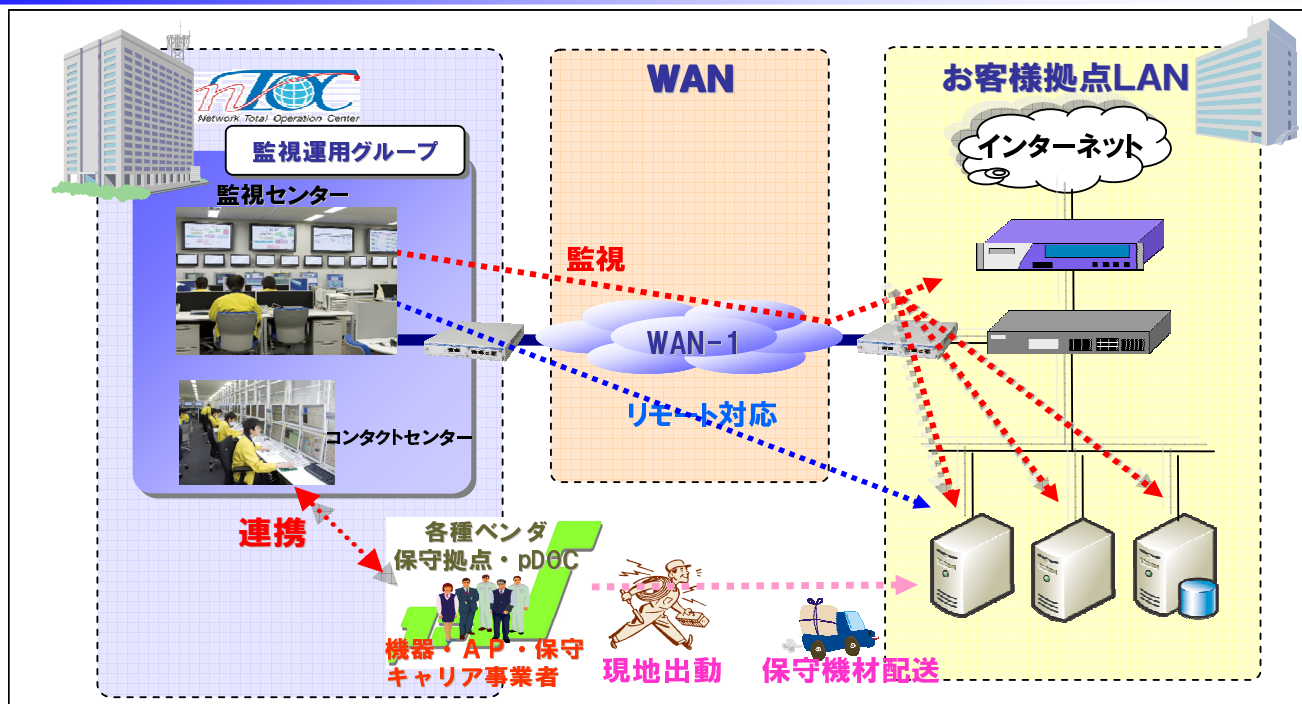 nTOC
Network Total Operation Center
監視運用グループ
監視センター
コンタクトセンター
連携
各種ベンダ
保守拠点・pDOC
機器・ＡＰ・保守
キャリア事業者
WAN
監視
WAN-1
リモート対応
現地出動
保守機材配送
お客様拠点LAN
インターネット